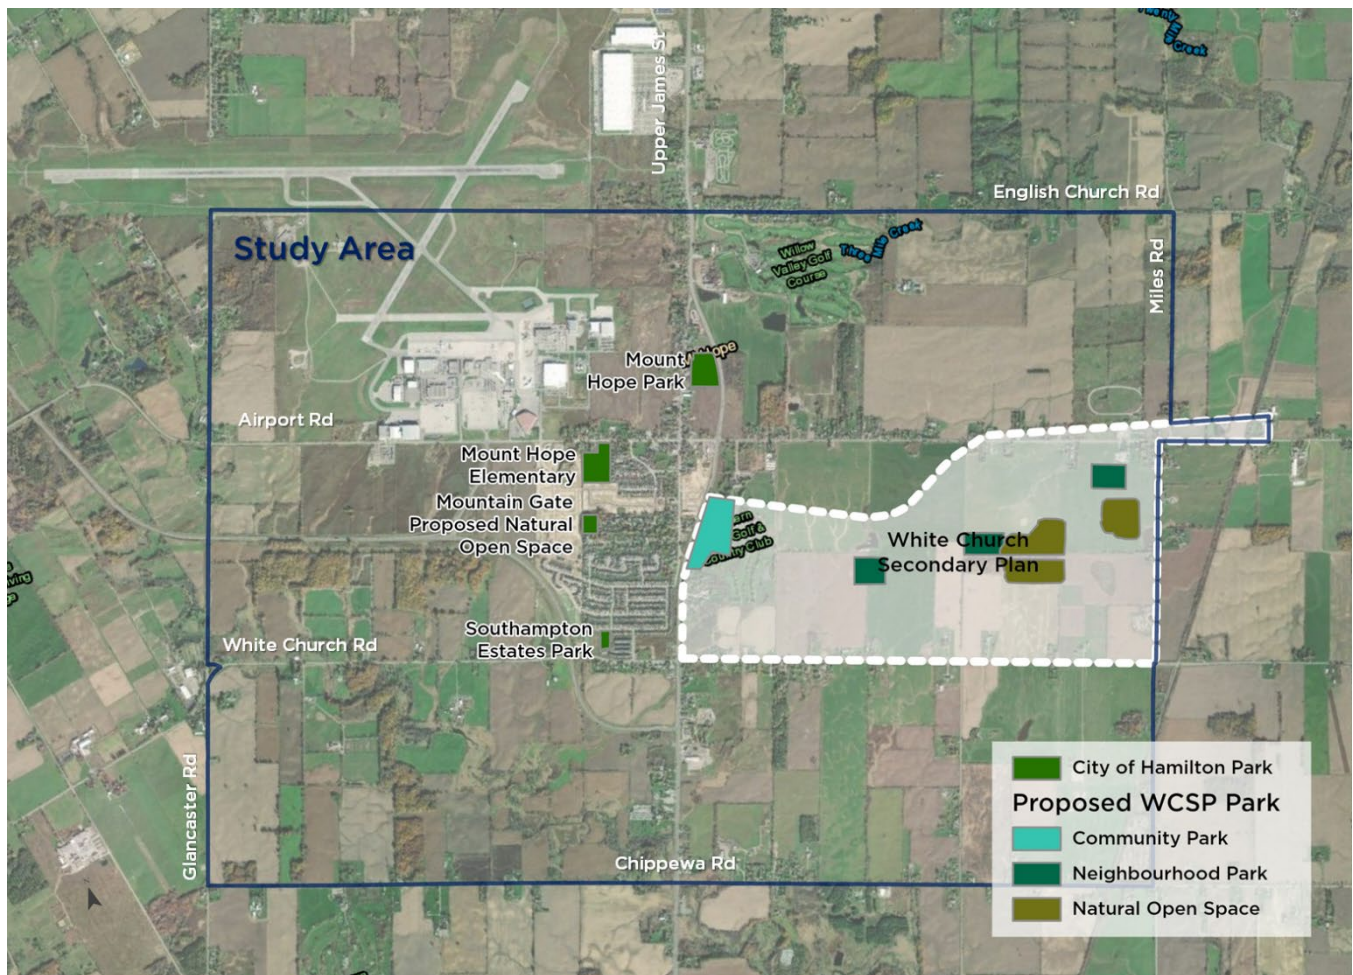 Twenty
Mile
Creek
Upper James St.
English Church Rd
Study Area
Willow
Valley Golf
Course
Three Mile Creek
Miles Rd
Mount
Hope Park
Hope
Airport Rd
Mount Hope
Elementary
Mountain Gate
Proposed Natural
Open Space
ern
Golf &
Country Club
White Church
Secondary Plan
Southampton
Estates Park
White Church Rd
Glancaster Rd
Chippewa Rd
City of Hamilton Park
Proposed WCSP Park
Community Park
Neighbourhood Park
Natural Open Space